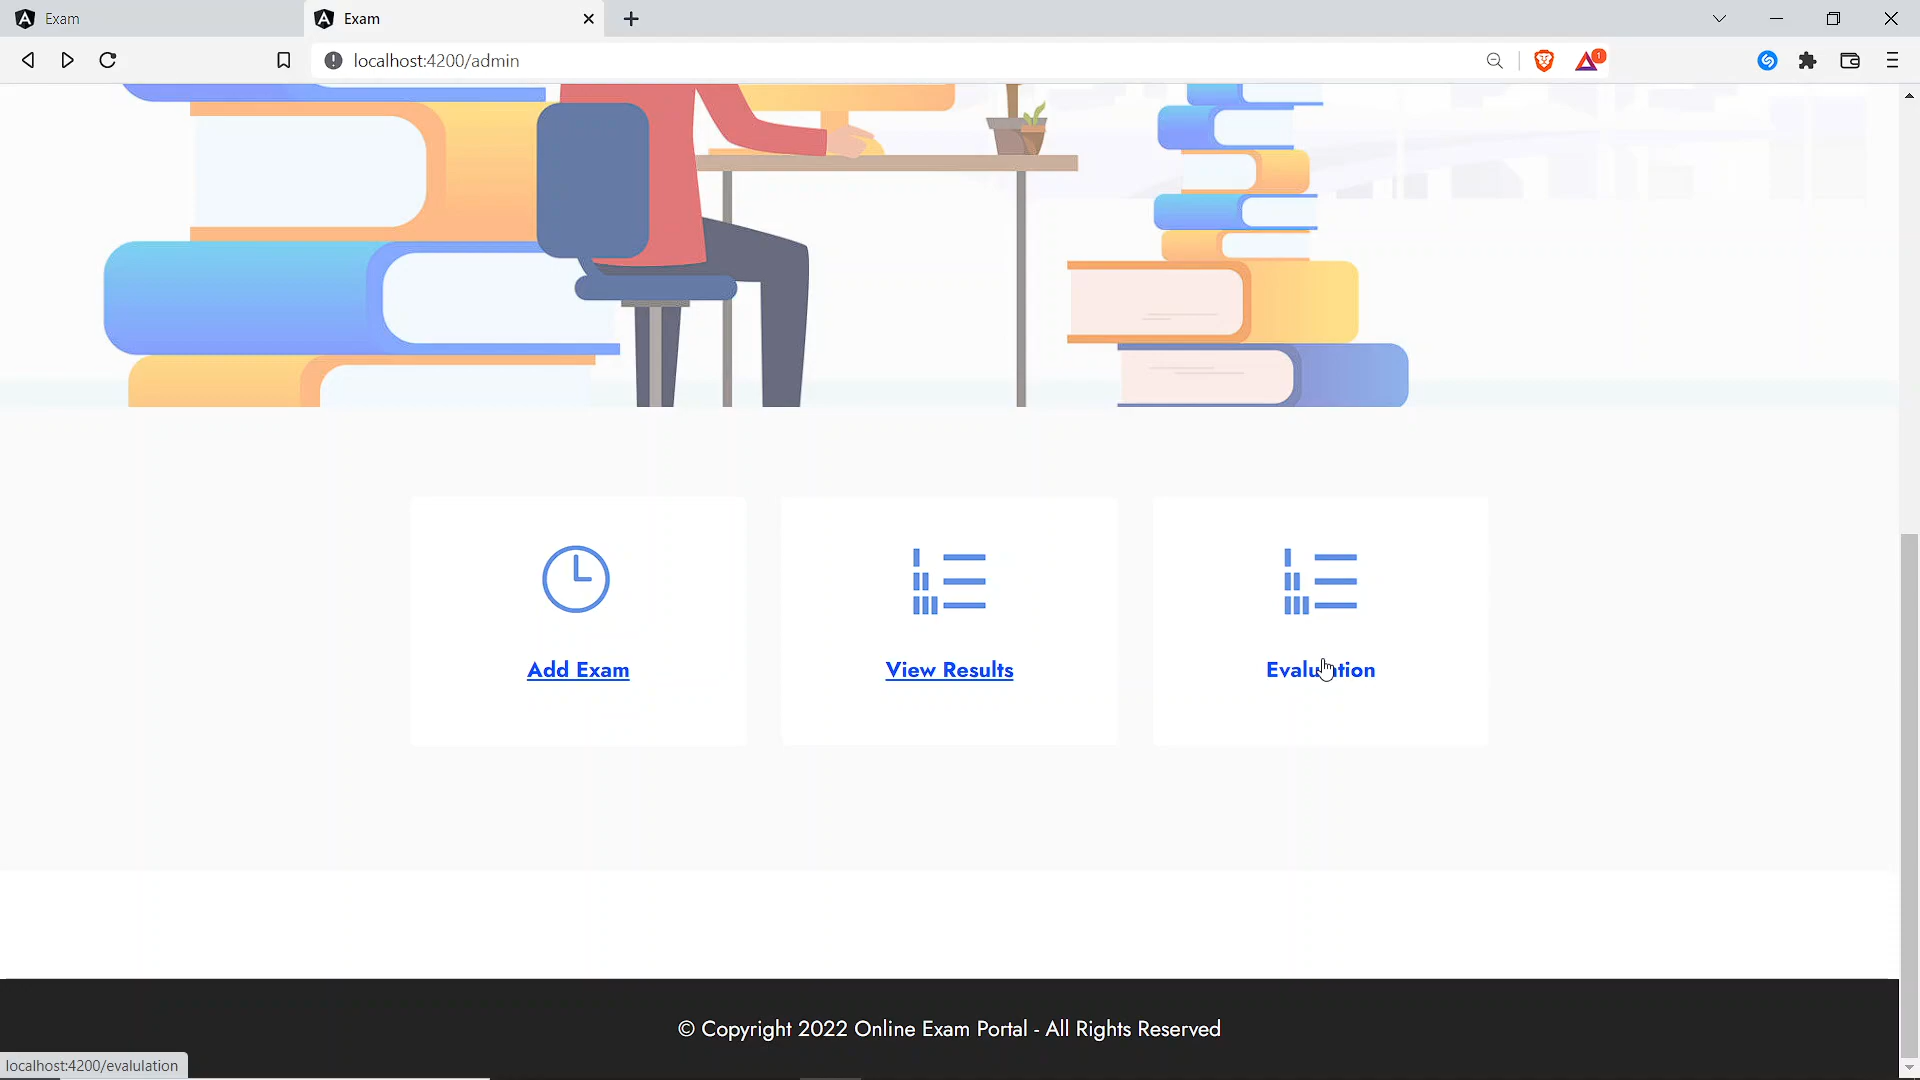 Exam
Exam
localhost:4200/admin
1
Add Exam
View Results
Evaluation
© Copyright 2022 Online Exam Portal - All Rights Reserved
localhost:4200/evalulation